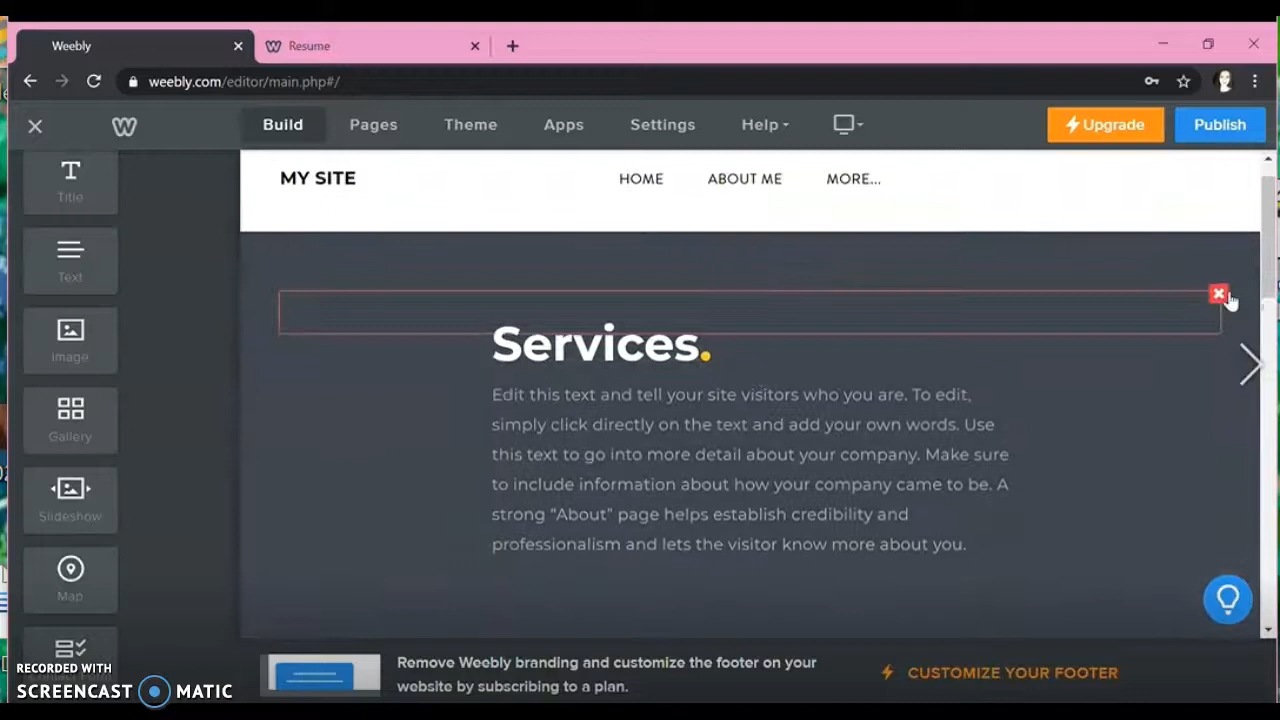 Weebly
Resume
weebly.com/editor/main.php#/
Build
Pages
Theme
Apps
Settings
Help
Upgrade
Publish
Title
Text
Image
Gallery
Slideshow
Map
MY SITE
HOME
ABOUT ME
MORE...
Services.
Edit this text and tell your site visitors who you are. To edit,
simply click directly on the text and add your own words. Use
this text to go into more detail about your company. Make sure
to include information about how your company came to be. A
strong "About" page helps establish credibility and
professionalism and lets the visitor know more about you.
Remove Weebly branding and customize the footer on your
website by subscribing to a plan.
CUSTOMIZE YOUR FOOTER
RECORDED WITH
SCREENCAST MATIC